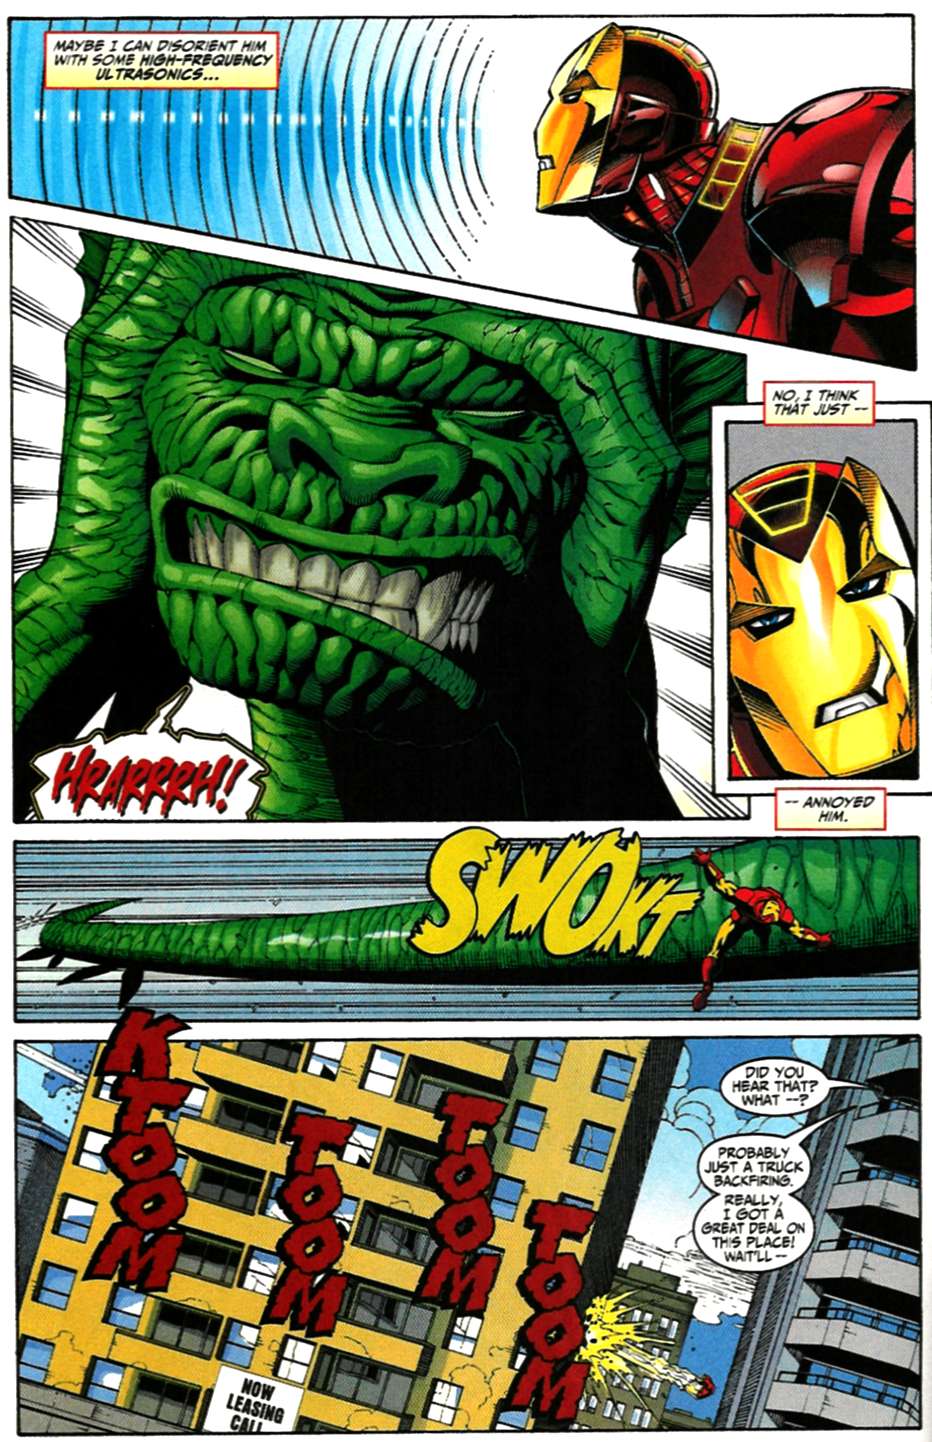 MAYBE I CAN DISORIENT HIM
WITH SOME HIGH-FREQUENCY
ULTRASONICS...
HRARRRH!
NO, I THINK
THAT JUST --
-- ANNOYED
HIM.
SWOKT
KTOOM
TOOM
TOOM
TOOM
DID YOU
HEAR THAT?
WHAT --?
PROBABLY
JUST A TRUCK
BACKFIRING.
REALLY,
I GOT A
GREAT DEAL ON
THIS PLACE!
WAIT'LL --
NOW
LEASING
CALL